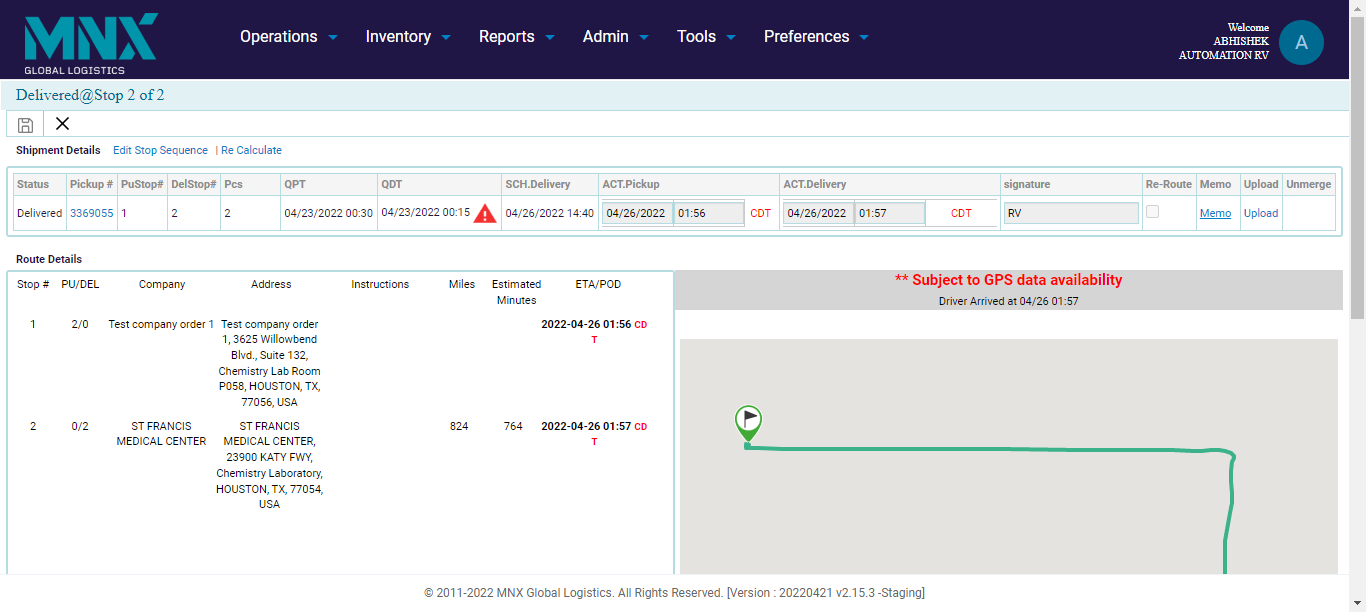 MNX
GLOBAL LOGISTICS
Operations Inventory Reports Admin Tools Preferences
Welcome
ABHISHEK
AUTOMATION RV
A
Delivered@Stop 2 of 2
Shipment Details Edit Stop Sequence | Re Calculate
Status Pickup # PuStop# DelStop# Pcs QPT QDT SCH.Delivery ACT.Pickup ACT.Delivery signature Re-Route Memo Upload Unmerge
Delivered 3369055 1 2 2 04/23/2022 00:30 04/23/2022 00:15 04/26/2022 14:40 04/26/2022 01:56 CDT 04/26/2022 01:57 CDT RV Memo Upload
Route Details
Stop # PU/DEL Company Address Instructions Miles Estimated Minutes ETA/POD
1 2/0 Test company order 1 Test company order 2022-04-26 01:56 CD
1, 3625 Willowbend T
Blvd., Suite 132,
Chemistry Lab Room
P058, HOUSTON, TX,
77056, USA
2 0/2 ST FRANCIS ST FRANCIS 824 764 2022-04-26 01:57 CD
MEDICAL CENTER MEDICAL CENTER, T
23900 KATY FWY,
Chemistry Laboratory,
HOUSTON, TX, 77054,
USA
** Subject to GPS data availability
Driver Arrived at 04/26 01:57
© 2011-2022 MNX Global Logistics. All Rights Reserved. [Version : 20220421 v2.15.3 -Staging]